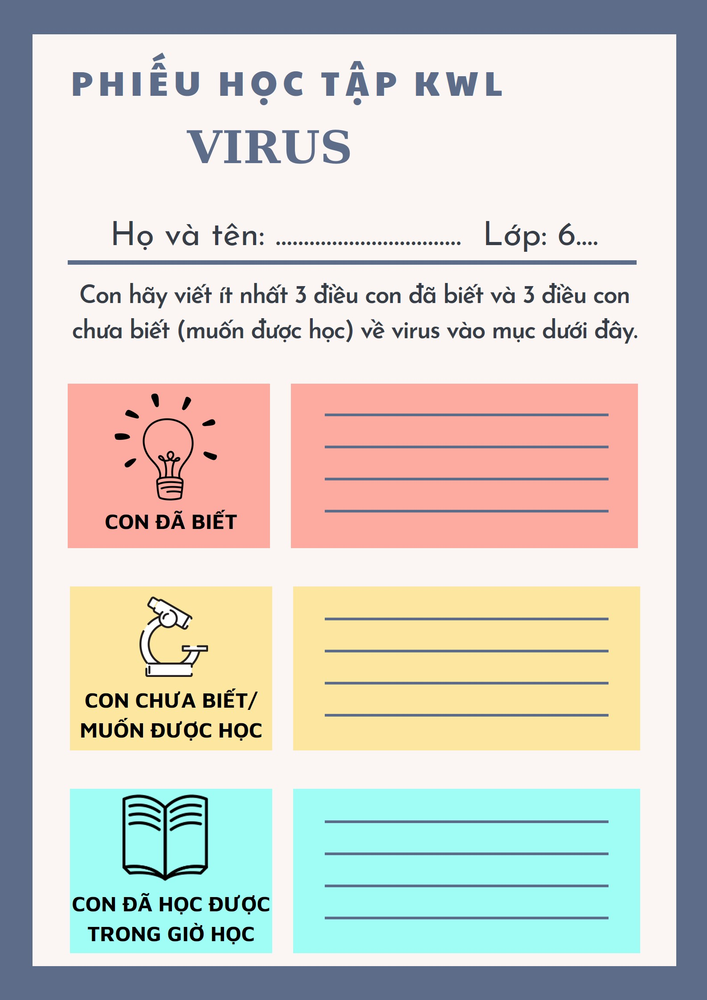 PHIẾU HỌC TẬP KWL
VIRUS
Họ và tên: ................................. Lớp: 6....
Con hãy viết ít nhất 3 điều con đã biết và 3 điều con
chưa biết (muốn được học) về virus vào mục dưới đây.
CON ĐÃ BIẾT
CON CHƯA BIẾT/
MUỐN ĐƯỢC HỌC
CON ĐÃ HỌC ĐƯỢC
TRONG GIỜ HỌC